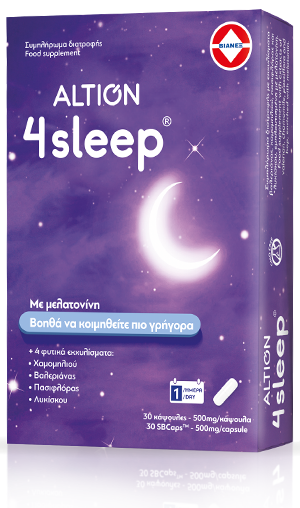 Συμπλήρωμα διατροφής
Food supplement
ΒΙΑΝΕΞ
ALTION
4sleep®
Με μελατονίνη
Βοηθά να κοιμηθείτε πιο γρήγορα
+ 4 φυτικά εκχυλίσματα:
• Χαμομηλιού
• Βαλεριάνας
• Πασιφλόρας
• Λυκίσκου
1 /ΗΜΕΡΑ
/DAY
30 κάψουλες - 500mg/κάψουλα
30 SBCaps™ - 500mg/capsule
ALTION
4sleep